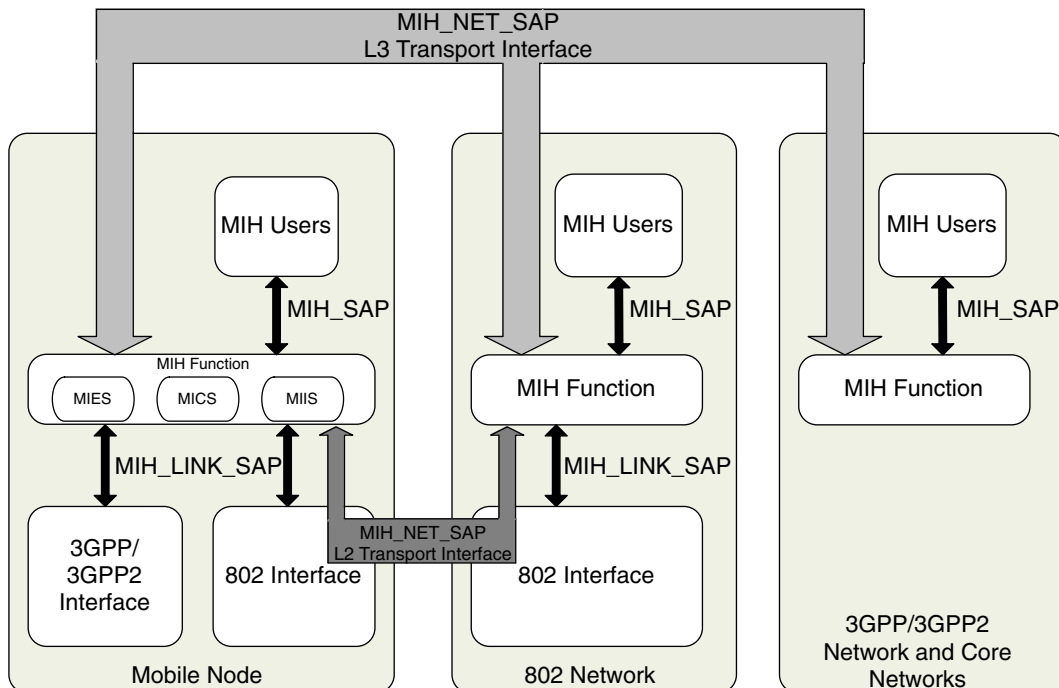 MIH_NET_SAP
L3 Transport Interface
MIH Users
MIH_SAP
MIH Function
MIES
MICS
MIIS
MIH_LINK_SAP
3GPP/
3GPP2
Interface
802 Interface
Mobile Node
MIH_NET_SAP
L2 Transport Interface
MIH Users
MIH_SAP
MIH Function
MIH_LINK_SAP
802 Interface
802 Network
MIH Users
MIH_SAP
MIH Function
3GPP/3GPP2
Network and Core
Networks